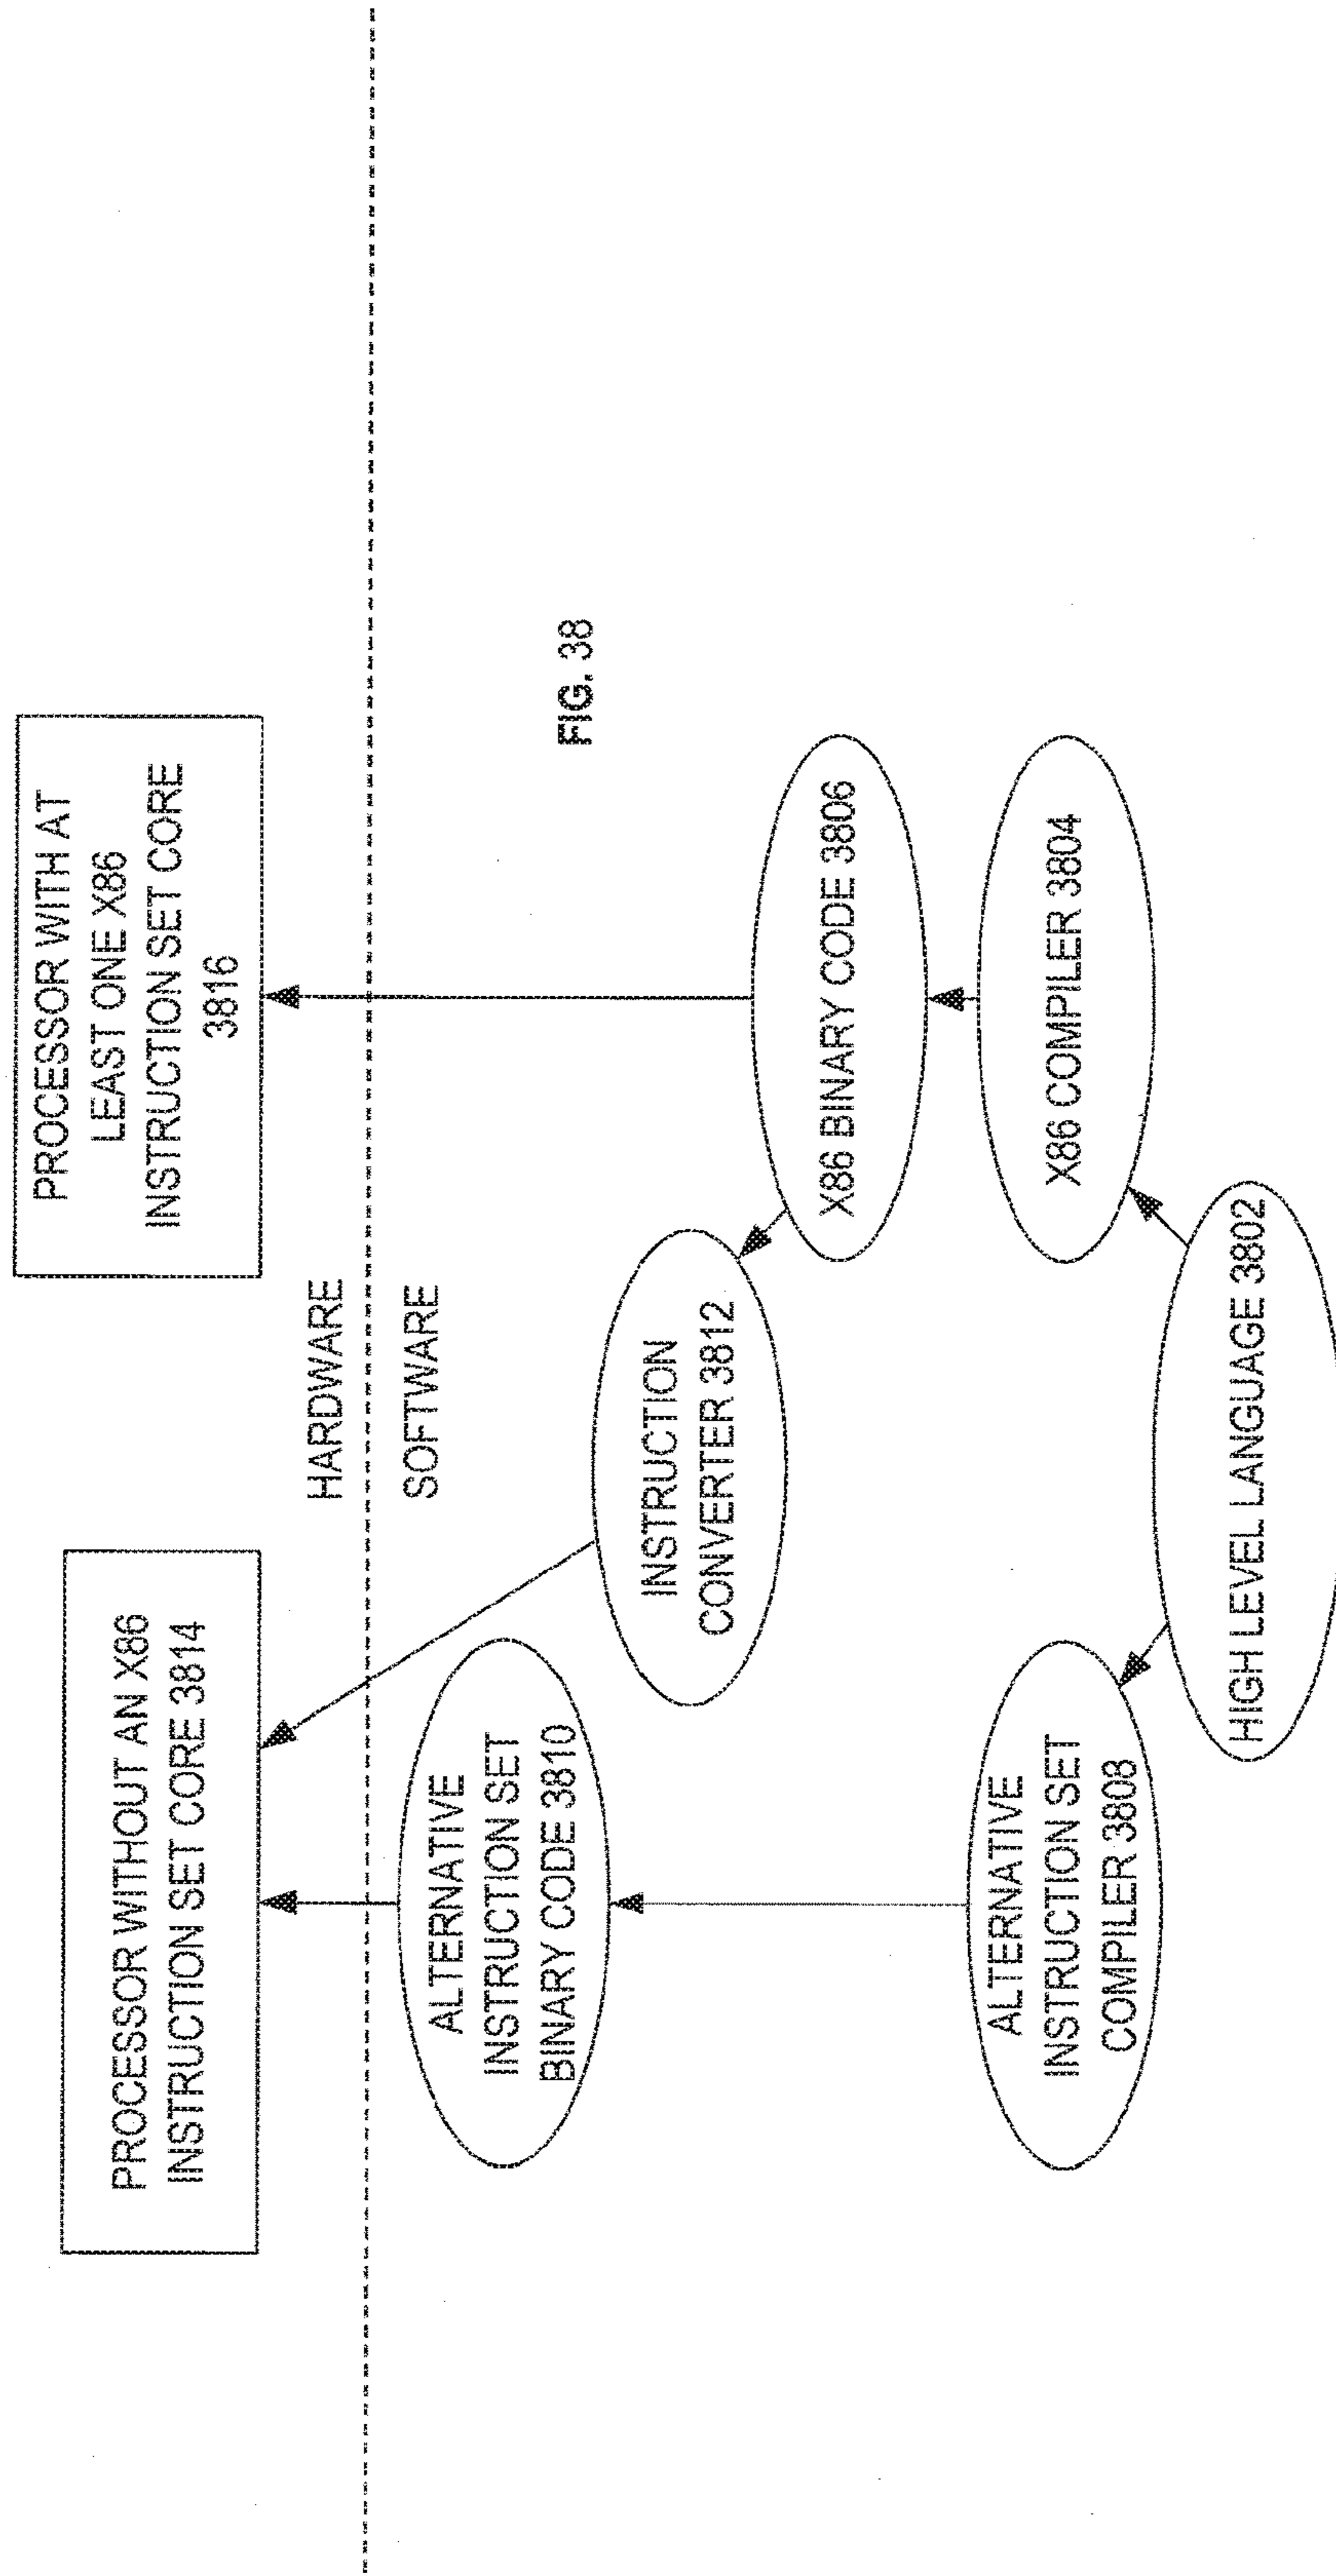 PROCESSOR WITHOUT AN X86
INSTRUCTION SET CORE 3814
PROCESSOR WITH AT
LEAST ONE X86
INSTRUCTION SET CORE
3816
HARDWARE
SOFTWARE
ALTERNATIVE
INSTRUCTION SET
BINARY CODE 3810
INSTRUCTION
CONVERTER 3812
FIG. 38
X86 BINARY CODE 3806
ALTERNATIVE
INSTRUCTION SET
COMPILER 3808
X86 COMPILER 3804
HIGH LEVEL LANGUAGE 3802